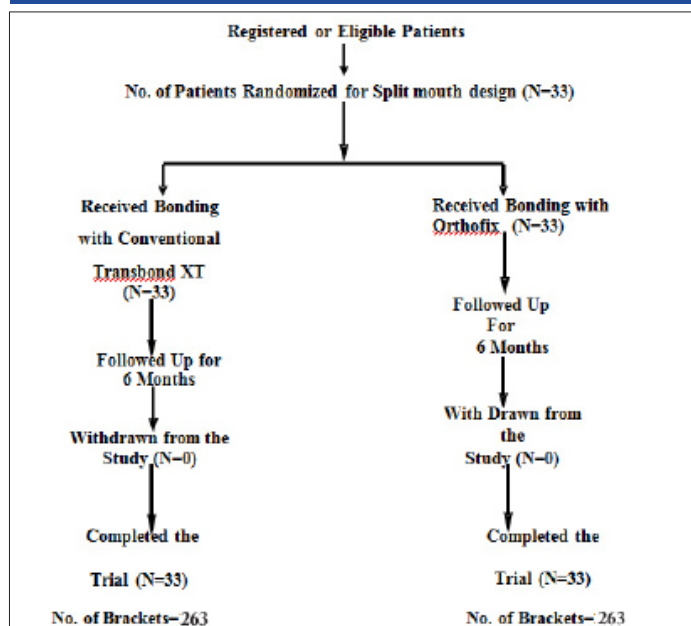 Registered or Eligible Patients
No. of Patients Randomized for Split mouth design (N=33)
Received Bonding
with Conventional
Transbond XT
(N=33)
Followed Up for
6 Months
Withdrawn from the
Study (N=0)
Completed the
Trial (N=33)
No. of Brackets=263
Received Bonding with
Orthofix (N=33)
Followed Up
For
6 Months
With Drawn from
the
Study (N=0)
Completed the
Trial (N=33)
No. of Brackets=263